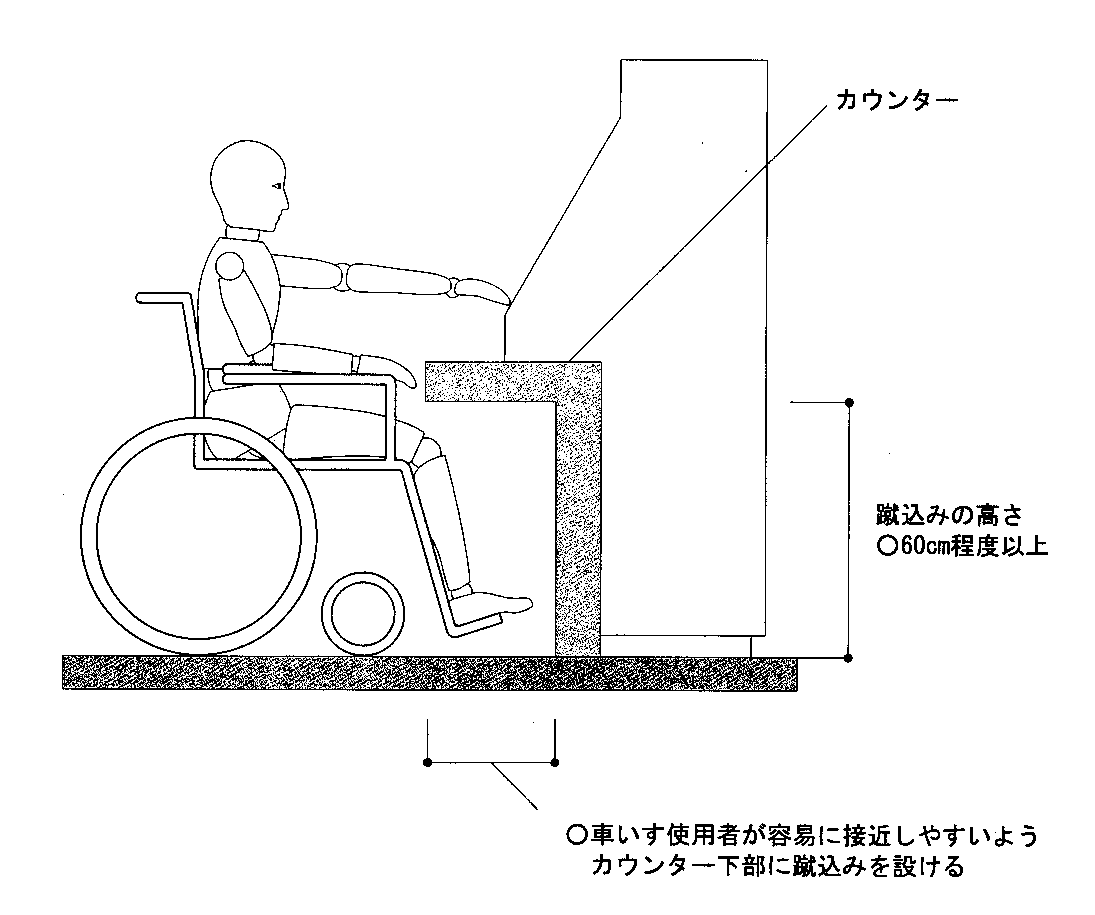 カウンター
蹴込みの高さ
○60cm程度以上
○車いす使用者が容易に接近しやすいよう
カウンター下部に蹴込みを設ける